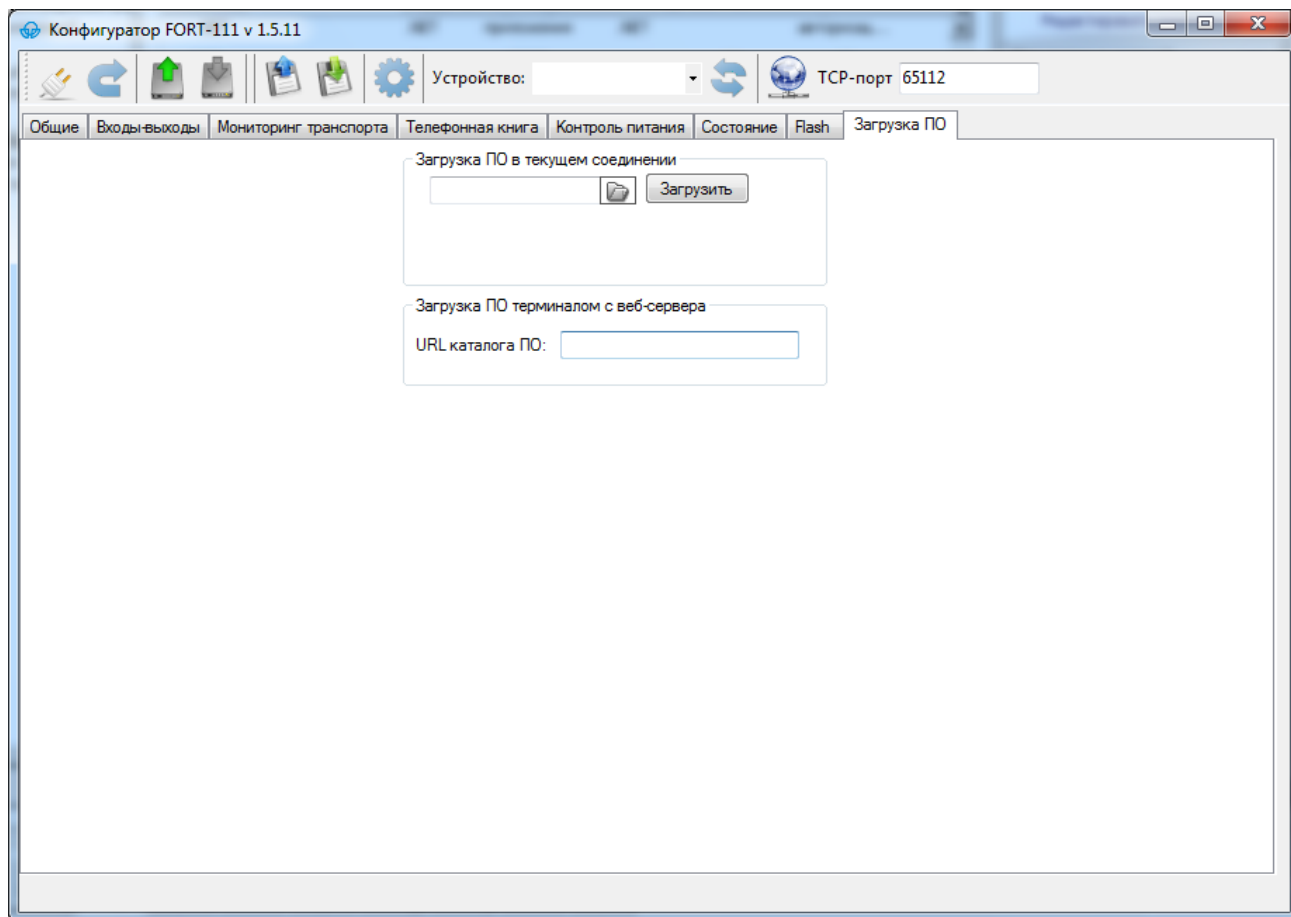 Конфигуратор FORT-111 v 1.5.11
Устройство: TCP-порт 65112
Общие Входы-выходы Мониторинг транспорта Телефонная книга Контроль питания Состояние Flash Загрузка ПО
Загрузка ПО в текущем соединении
Загрузить
Загрузка ПО терминалом с веб-сервера
URL каталога ПО: